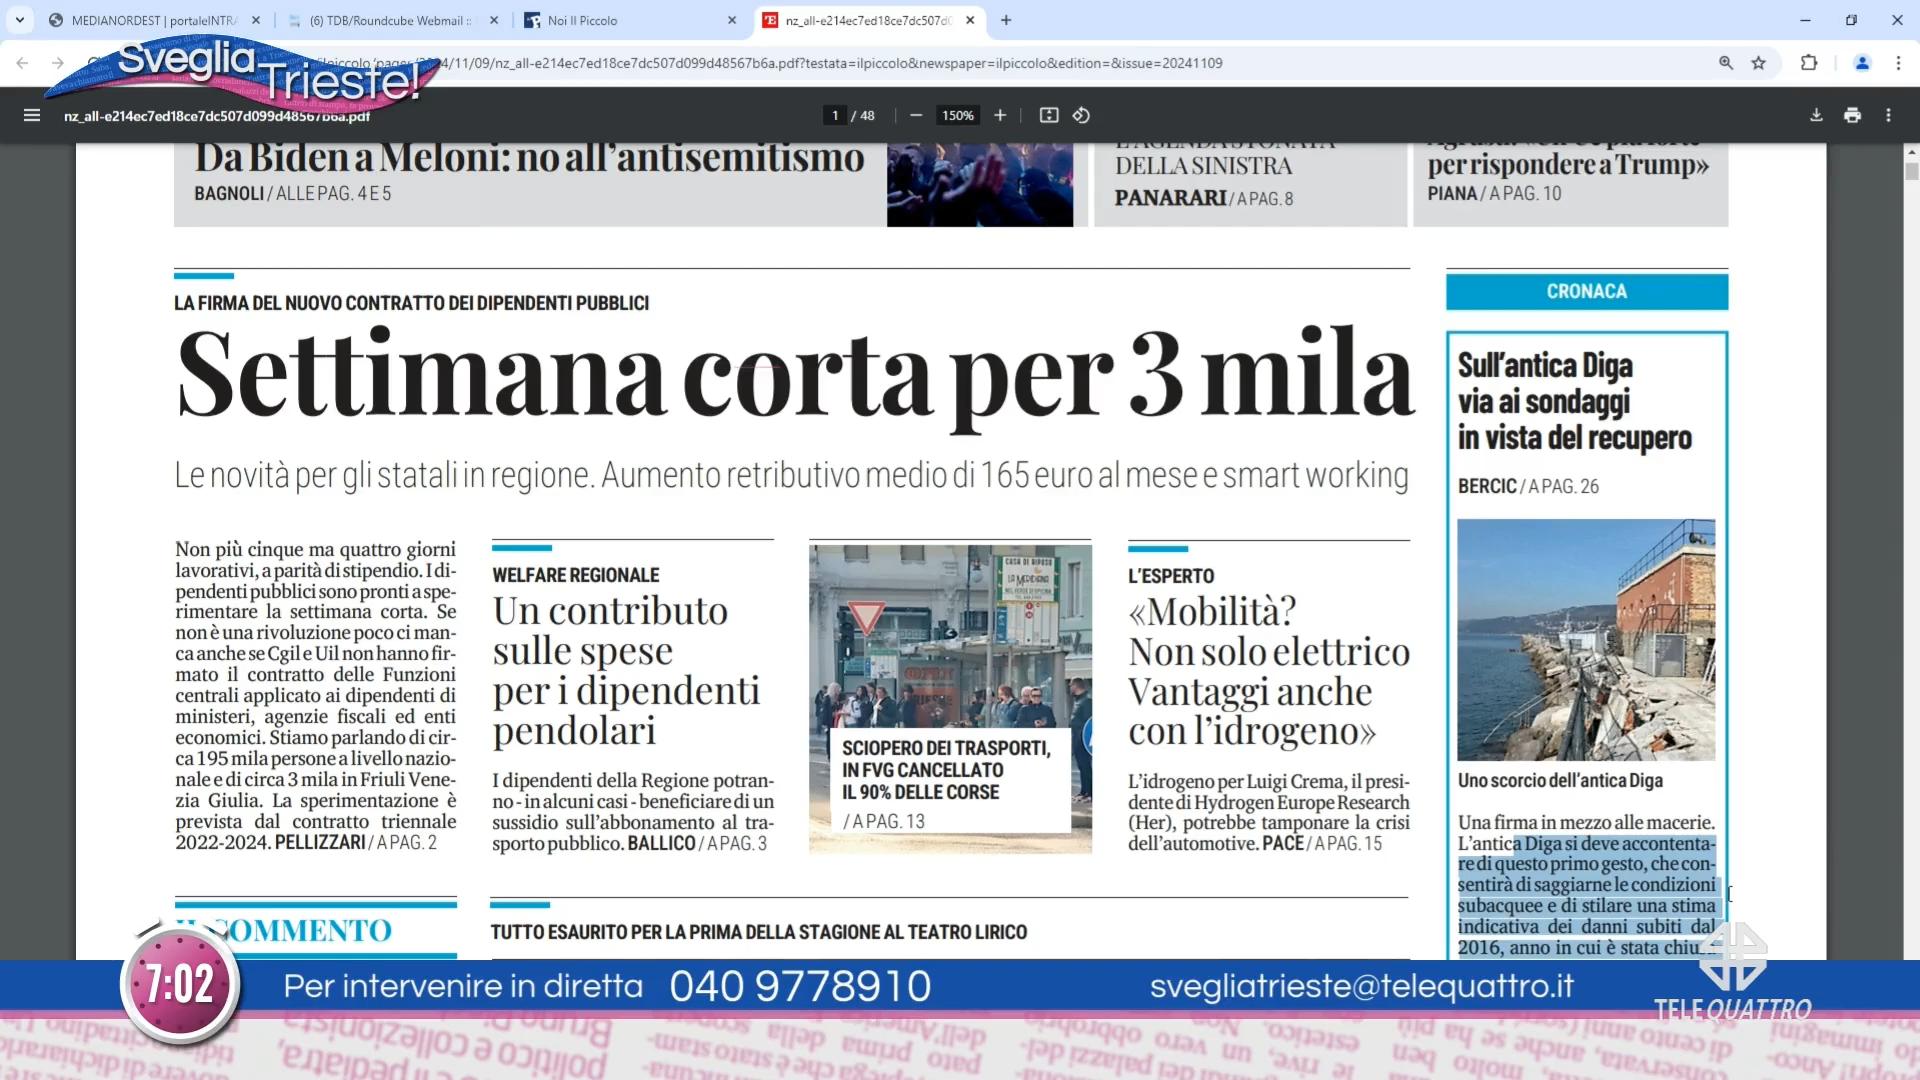 MEDIANORDEST | portaleINTRA
(6) TDB/Roundcube Webmail ::
Noi Il Piccolo
nz_all-e214ec7ed18ce7dc507d0
Sveglia
Trieste!
/11/09/nz_all-e214ec7ed18ce7dc507d099d48567b6a.pdf?testata=ilpiccolo&newspaper=ilpiccolo&edition=&issue=20241109
nz_all-e214ec7ed18ce7dc507d099d48567b6a.pdf
1 / 48
150%
Da Biden a Meloni: no all'antisemitismo
BAGNOLI / ALLE PAG. 4 E 5
L'AGENDA STONATA
DELLA SINISTRA
PANARARI / A PAG. 8
per rispondere a Trump»
PIANA / A PAG. 10
LA FIRMA DEL NUOVO CONTRATTO DEI DIPENDENTI PUBBLICI
Settimana corta per 3 mila
Le novità per gli statali in regione. Aumento retributivo medio di 165 euro al mese e smart working
Non più cinque ma quattro giorni
lavorativi, a parità di stipendio. I di-
pendenti pubblici sono pronti a spe-
rimentare la settimana corta. Se
non è una rivoluzione poco ci man-
ca anche se Cgil e Uil non hanno fir-
mato il contratto delle Funzioni
centrali applicato ai dipendenti di
ministeri, agenzie fiscali ed enti
economici. Stiamo parlando di cir-
ca 195 mila persone a livello nazio-
nale e di circa 3 mila in Friuli Vene-
zia Giulia. La sperimentazione è
prevista dal contratto triennale
2022-2024. PELLIZZARI / A PAG. 2
WELFARE REGIONALE
Un contributo
sulle spese
per i dipendenti
pendolari
I dipendenti della Regione potran-
no - in alcuni casi - beneficiare di un
sussidio sull'abbonamento al tra-
sporto pubblico. BALLICO / A PAG. 3
CASA DI RIPOSO
LA MERIDIANA
SCIOPERO DEI TRASPORTI,
IN FVG CANCELLATO
IL 90% DELLE CORSE
/ A PAG. 13
L'ESPERTO
«Mobilità?
Non solo elettrico
Vantaggi anche
con l'idrogeno»
L'idrogeno per Luigi Crema, il presi-
dente di Hydrogen Europe Research
(Her), potrebbe tamponare la crisi
dell'automotive. PACE / A PAG. 15
CRONACA
Sull'antica Diga
via ai sondaggi
in vista del recupero
BERCIC / A PAG. 26
Uno scorcio dell'antica Diga
Una firma in mezzo alle macerie.
L'antica Diga si deve accontenta-
re di questo primo gesto, che con-
sentirà di saggiarne le condizioni
subacquee e di stilare una stima
indicativa dei danni subiti dal
2016, anno in cui è stata chiusa
IL COMMENTO
TUTTO ESAURITO PER LA PRIMA DELLA STAGIONE AL TEATRO LIRICO
7:02
Per intervenire in diretta 040 9778910
svegliatrieste@telequattro.it
TELEQUATTRO